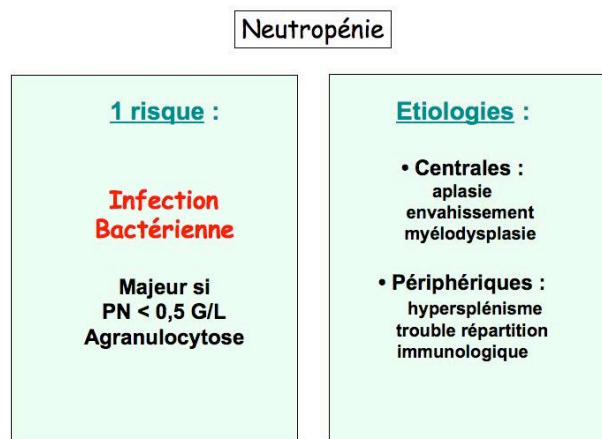 Neutropénie
1 risque :
Infection
Bactérienne
Majeur si
PN < 0,5 G/L
Agranulocytose
Etiologies :
• Centrales :
aplasie
envahissement
myélodysplasie
• Périphériques :
hypersplénisme
trouble répartition
immunologique